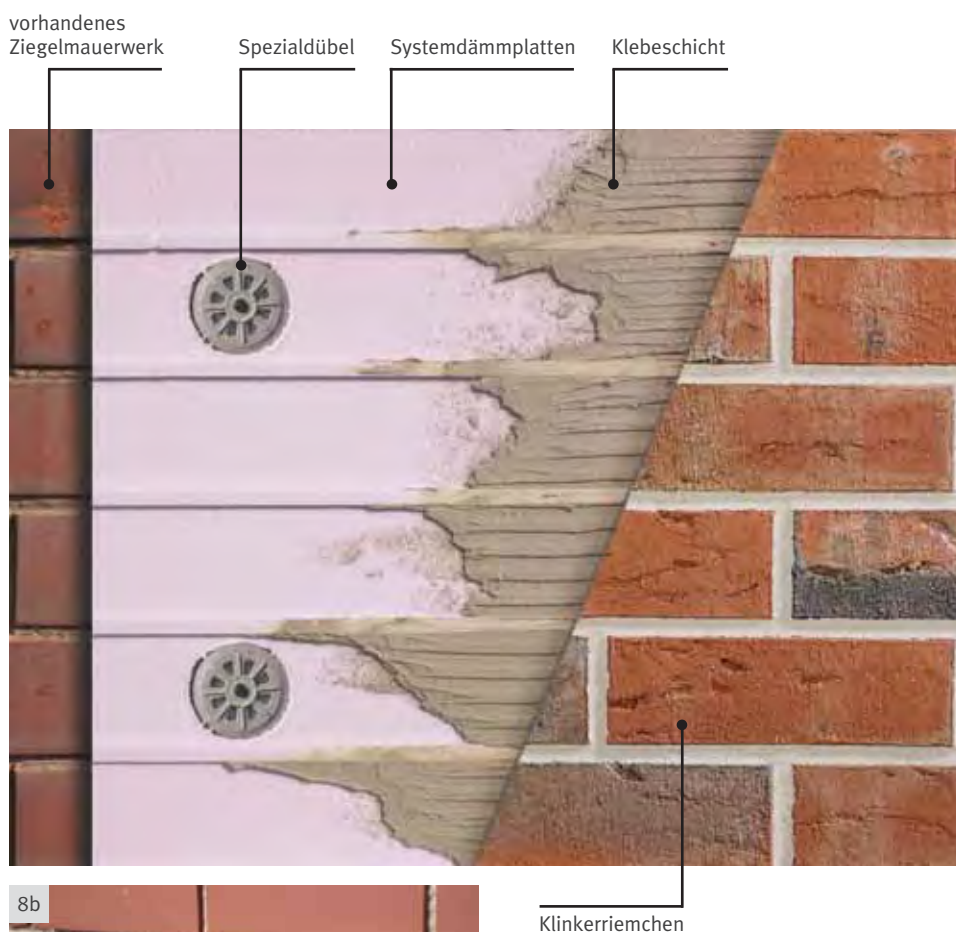 vorhandenes
Ziegelmauerwerk
Spezialdübel
Systemdämmplatten
Klebeschicht
8b
Klinkerriemchen